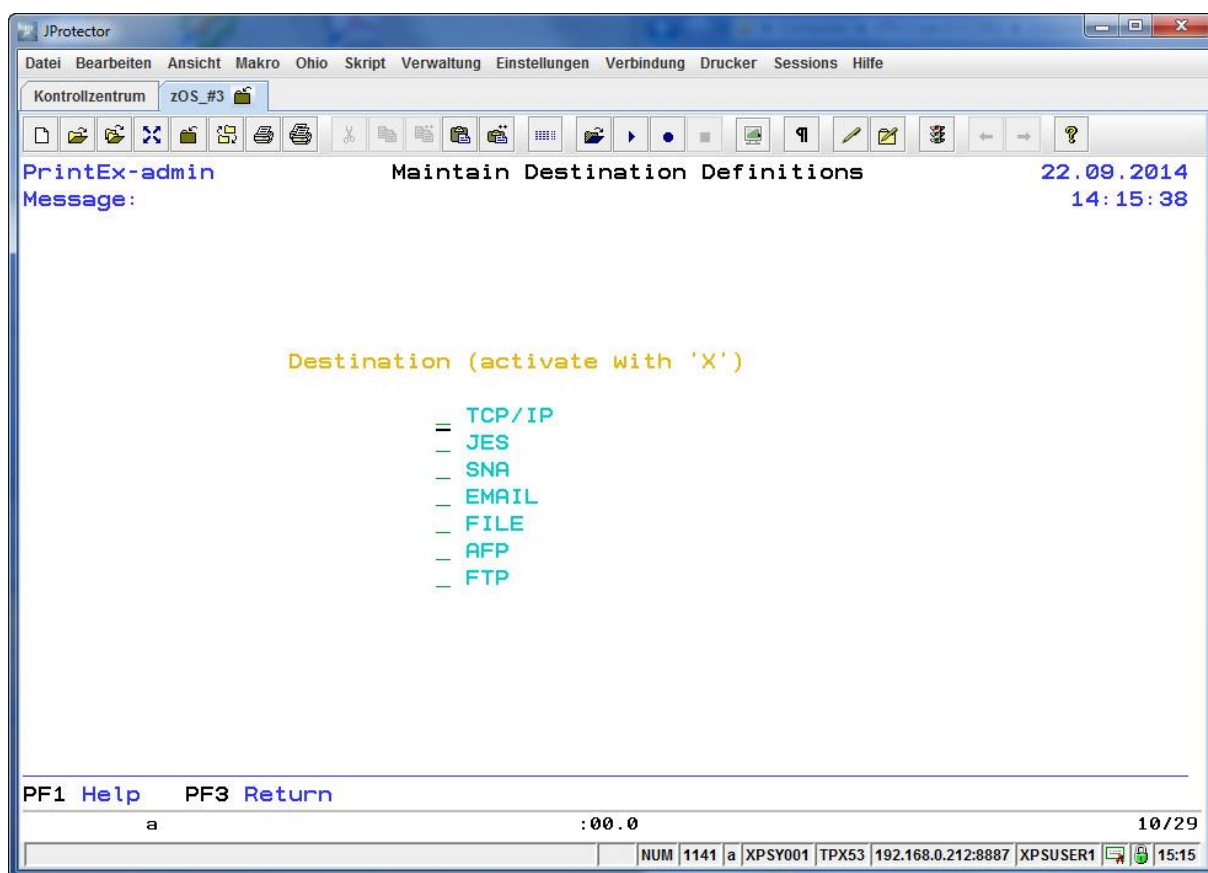 JProtector
Datei Bearbeiten Ansicht Makro Ohio Skript Verwaltung Einstellungen Verbindung Drucker Sessions Hilfe
Kontrollzentrum zOS_#3
PrintEx-admin Maintain Destination Definitions 22.09.2014
Message: 14:15:38
Destination (activate with 'X')
_ TCP/IP
_ JES
_ SNA
_ EMAIL
_ FILE
_ AFP
_ FTP
PF1 Help PF3 Return
a :00.0 10/29
NUM 1141 a XPSY001 TPX53 192.168.0.212:8887 XPSUSER1 15:15